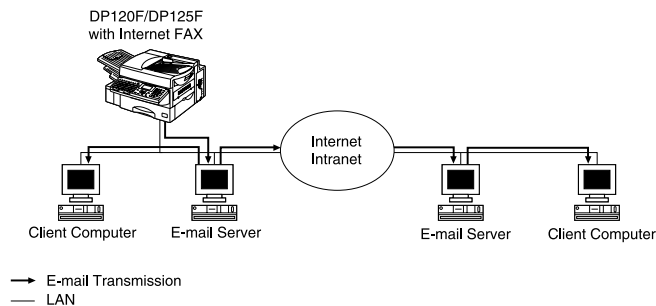 DP120F/DP125F
with Internet FAX
Internet
Intranet
Client Computer
E-mail Server
E-mail Server
Client Computer
E-mail Transmission
LAN